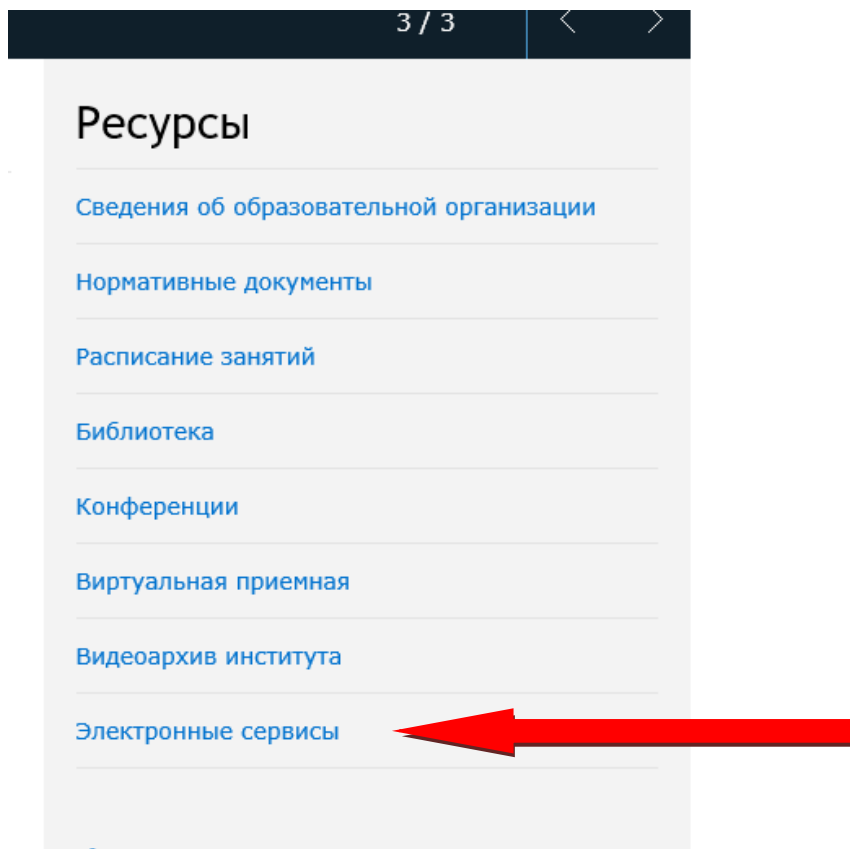 3 / 3
Ресурсы
Сведения об образовательной организации
Нормативные документы
Расписание занятий
Библиотека
Конференции
Виртуальная приемная
Видеоархив института
Электронные сервисы